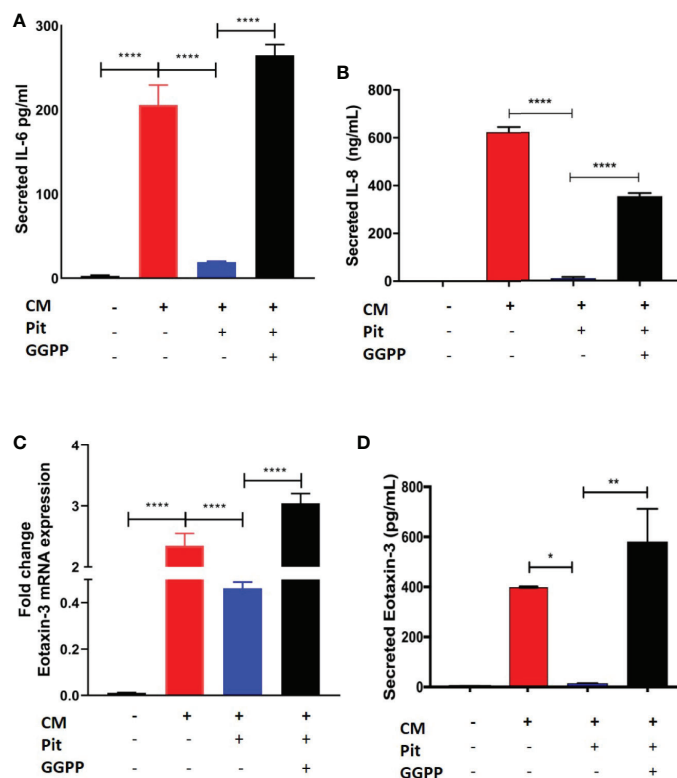 A
Secreted IL-6 pg/ml
300
200
100
0
****
****
****
CM - + + +
Pit - - + +
GGPP - - - +
B
Secreted IL-8 (ng/mL)
800
600
400
200
0
****
****
CM - + + +
Pit - - + +
GGPP - - - +
C
Fold change
Eotaxin-3 mRNA expression
4
3
2
0.4
0.2
0.0
****
****
****
CM - + + +
Pit - - + +
GGPP - - - +
D
Secreted Eotaxin-3 (pg/mL)
800
600
400
200
0
*
**
CM - + + +
Pit - - + +
GGPP - - - +